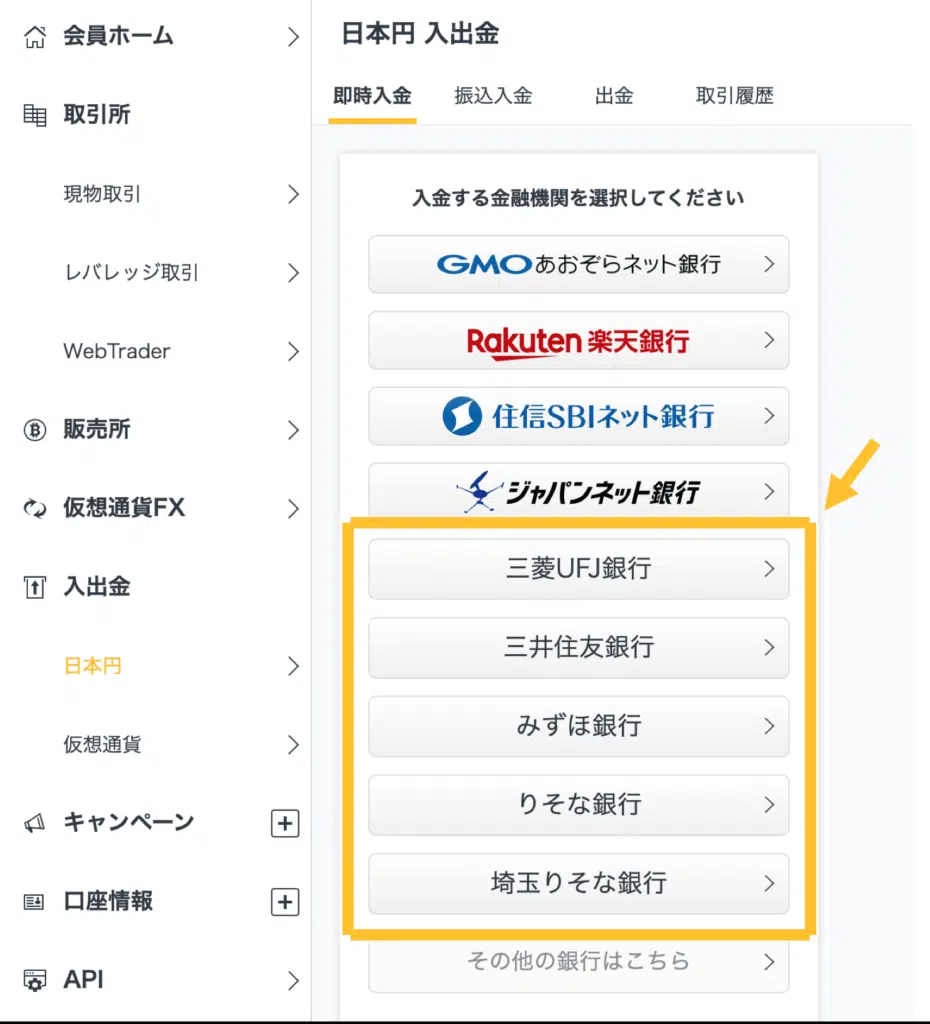 会員ホーム
取引所
現物取引
レバレッジ取引
WebTrader
販売所
仮想通貨FX
入出金
日本円
仮想通貨
キャンペーン
口座情報
API
日本円 入出金
即時入金 振込入金 出金 取引履歴
入金する金融機関を選択してください
GMOあおぞらネット銀行
Rakuten 楽天銀行
住信SBIネット銀行
ジャパンネット銀行
三菱UFJ銀行
三井住友銀行
みずほ銀行
りそな銀行
埼玉りそな銀行
その他の銀行はこちら